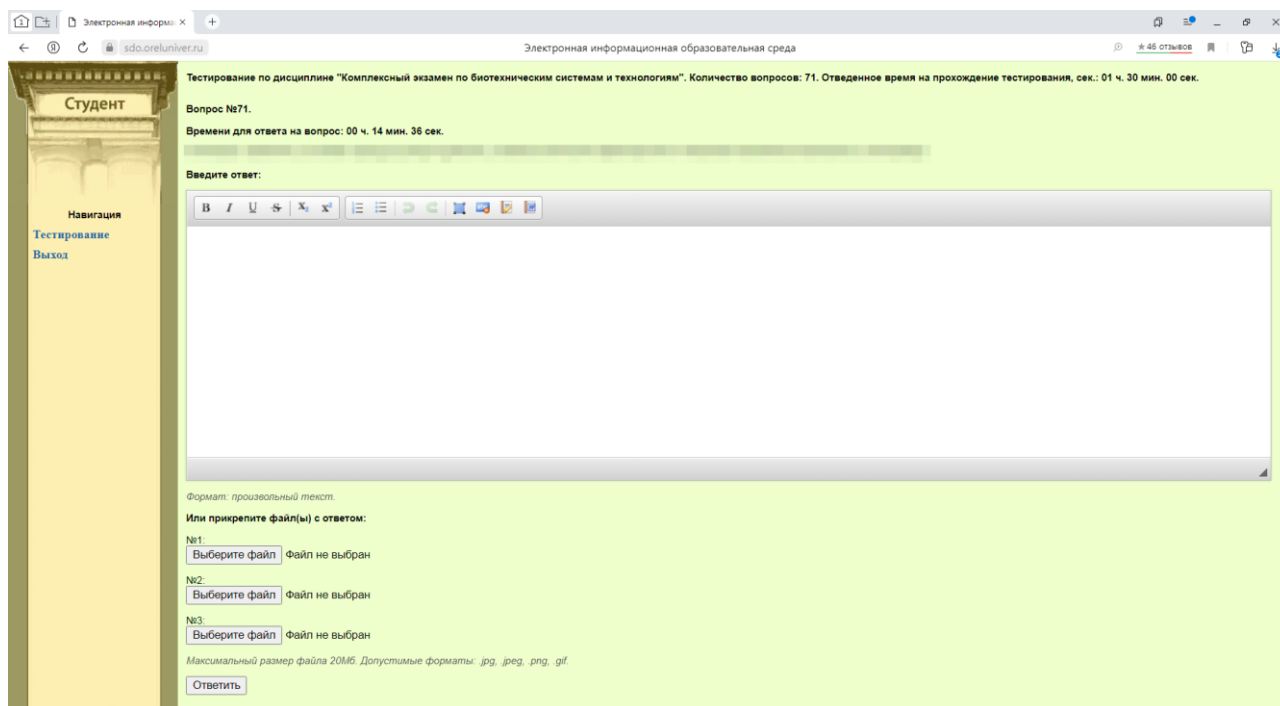 Электронная информа
sdo.oreluniver.ru
Электронная информационная образовательная среда
46 отзывов
Студент
Навигация
Тестирование
Выход
Тестирование по дисциплине "Комплексный экзамен по биотехническим системам и технологиям". Количество вопросов: 71. Отведенное время на прохождение тестирования, сек.: 01 ч. 30 мин. 00 сек.
Вопрос №71.
Времени для ответа на вопрос: 00 ч. 14 мин. 36 сек.
Введите ответ:
B I U S X₂ X²
Формат: произвольный текст.
Или прикрепите файл(ы) с ответом:
№1:
Выберите файл Файл не выбран
№2:
Выберите файл Файл не выбран
№3:
Выберите файл Файл не выбран
Максимальный размер файла 20Мб. Допустимые форматы: .jpg, .jpeg, .png, .gif.
Ответить